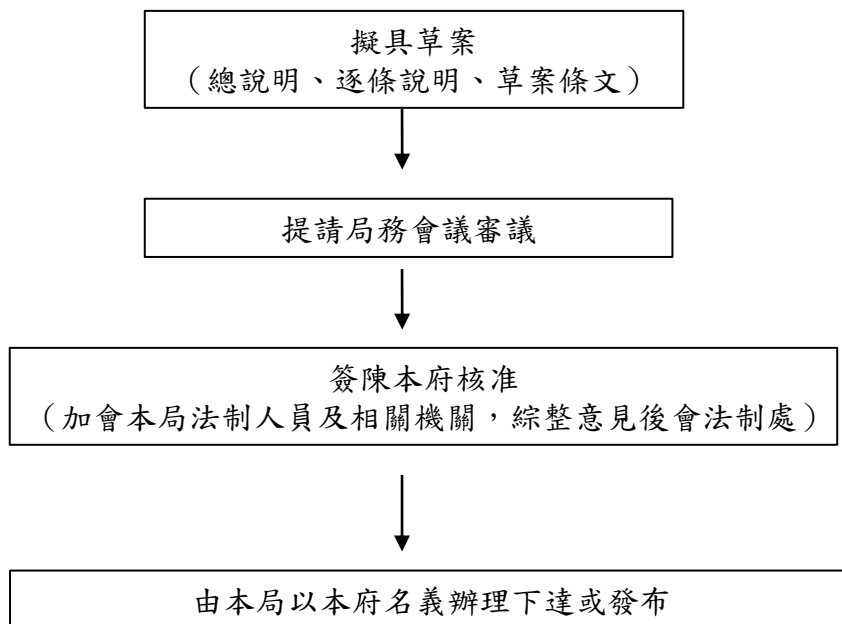 擬具草案
（總說明、逐條說明、草案條文）
提請局務會議審議
簽陳本府核准
（加會本局法制人員及相關機關，綜整意見後會法制處）
由本局以本府名義辦理下達或發布